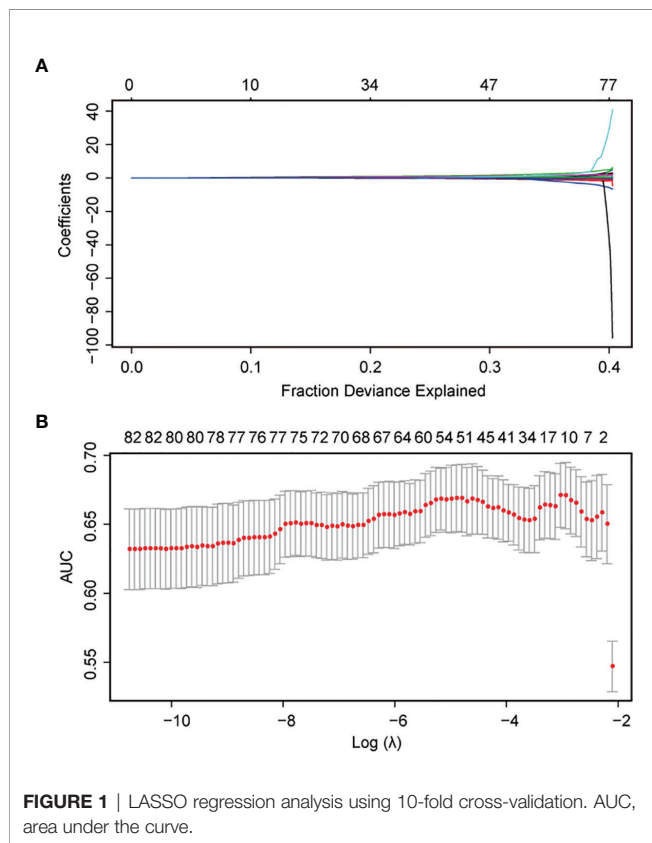 A
0 10 34 47 77
40
20
0
−20
−40
−60
−80
−100
Coefficients
0.0 0.1 0.2 0.3 0.4
Fraction Deviance Explained
B
82 82 80 80 78 77 76 77 75 72 70 68 67 64 60 54 51 45 41 34 17 10 7 2
0.70
0.65
0.60
0.55
AUC
−10 −8 −6 −4 −2
Log (λ)
FIGURE 1 | LASSO regression analysis using 10-fold cross-validation. AUC,
area under the curve.